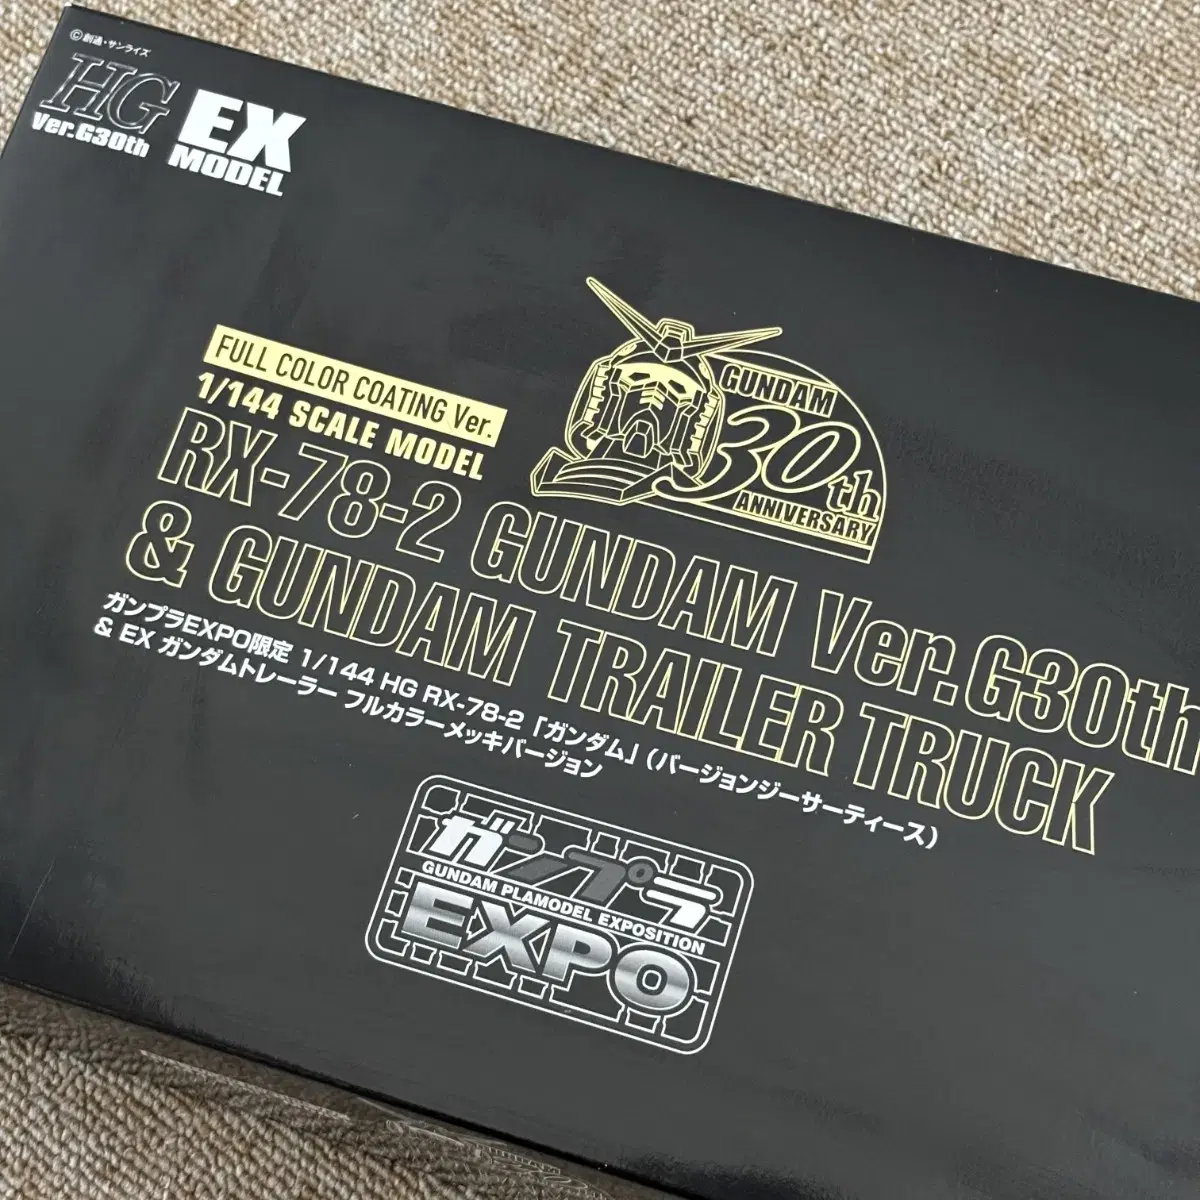 ©創通・サンライズ
HG
Ver.G30th
EX
MODEL
GUNDAM
30th
ANNIVERSARY
FULL COLOR COATING Ver.
1/144 SCALE MODEL
RX-78-2 GUNDAM Ver.G30th
& GUNDAM TRAILER TRUCK
ガンプラEXPO限定 1/144 HG RX-78-2「ガンダム」(バージョンジーサーティース)
& EX ガンダムトレーラー フルカラーメッキバージョン
ガンプラ
GUNDAM PLAMODEL EXPOSITION
EXPO